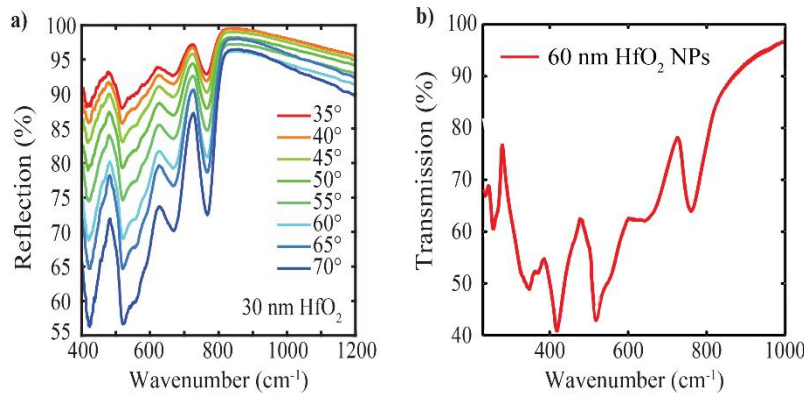 a)
100
95
90
85
80
75
70
65
60
55
Reflection (%)
35°
40°
45°
50°
55°
60°
65°
70°
30 nm HfO₂
400 600 800 1000 1200
Wavenumber (cm⁻¹)
b)
100
90
80
70
60
50
40
Transmission (%)
60 nm HfO₂ NPs
400 600 800 1000
Wavenumber (cm⁻¹)